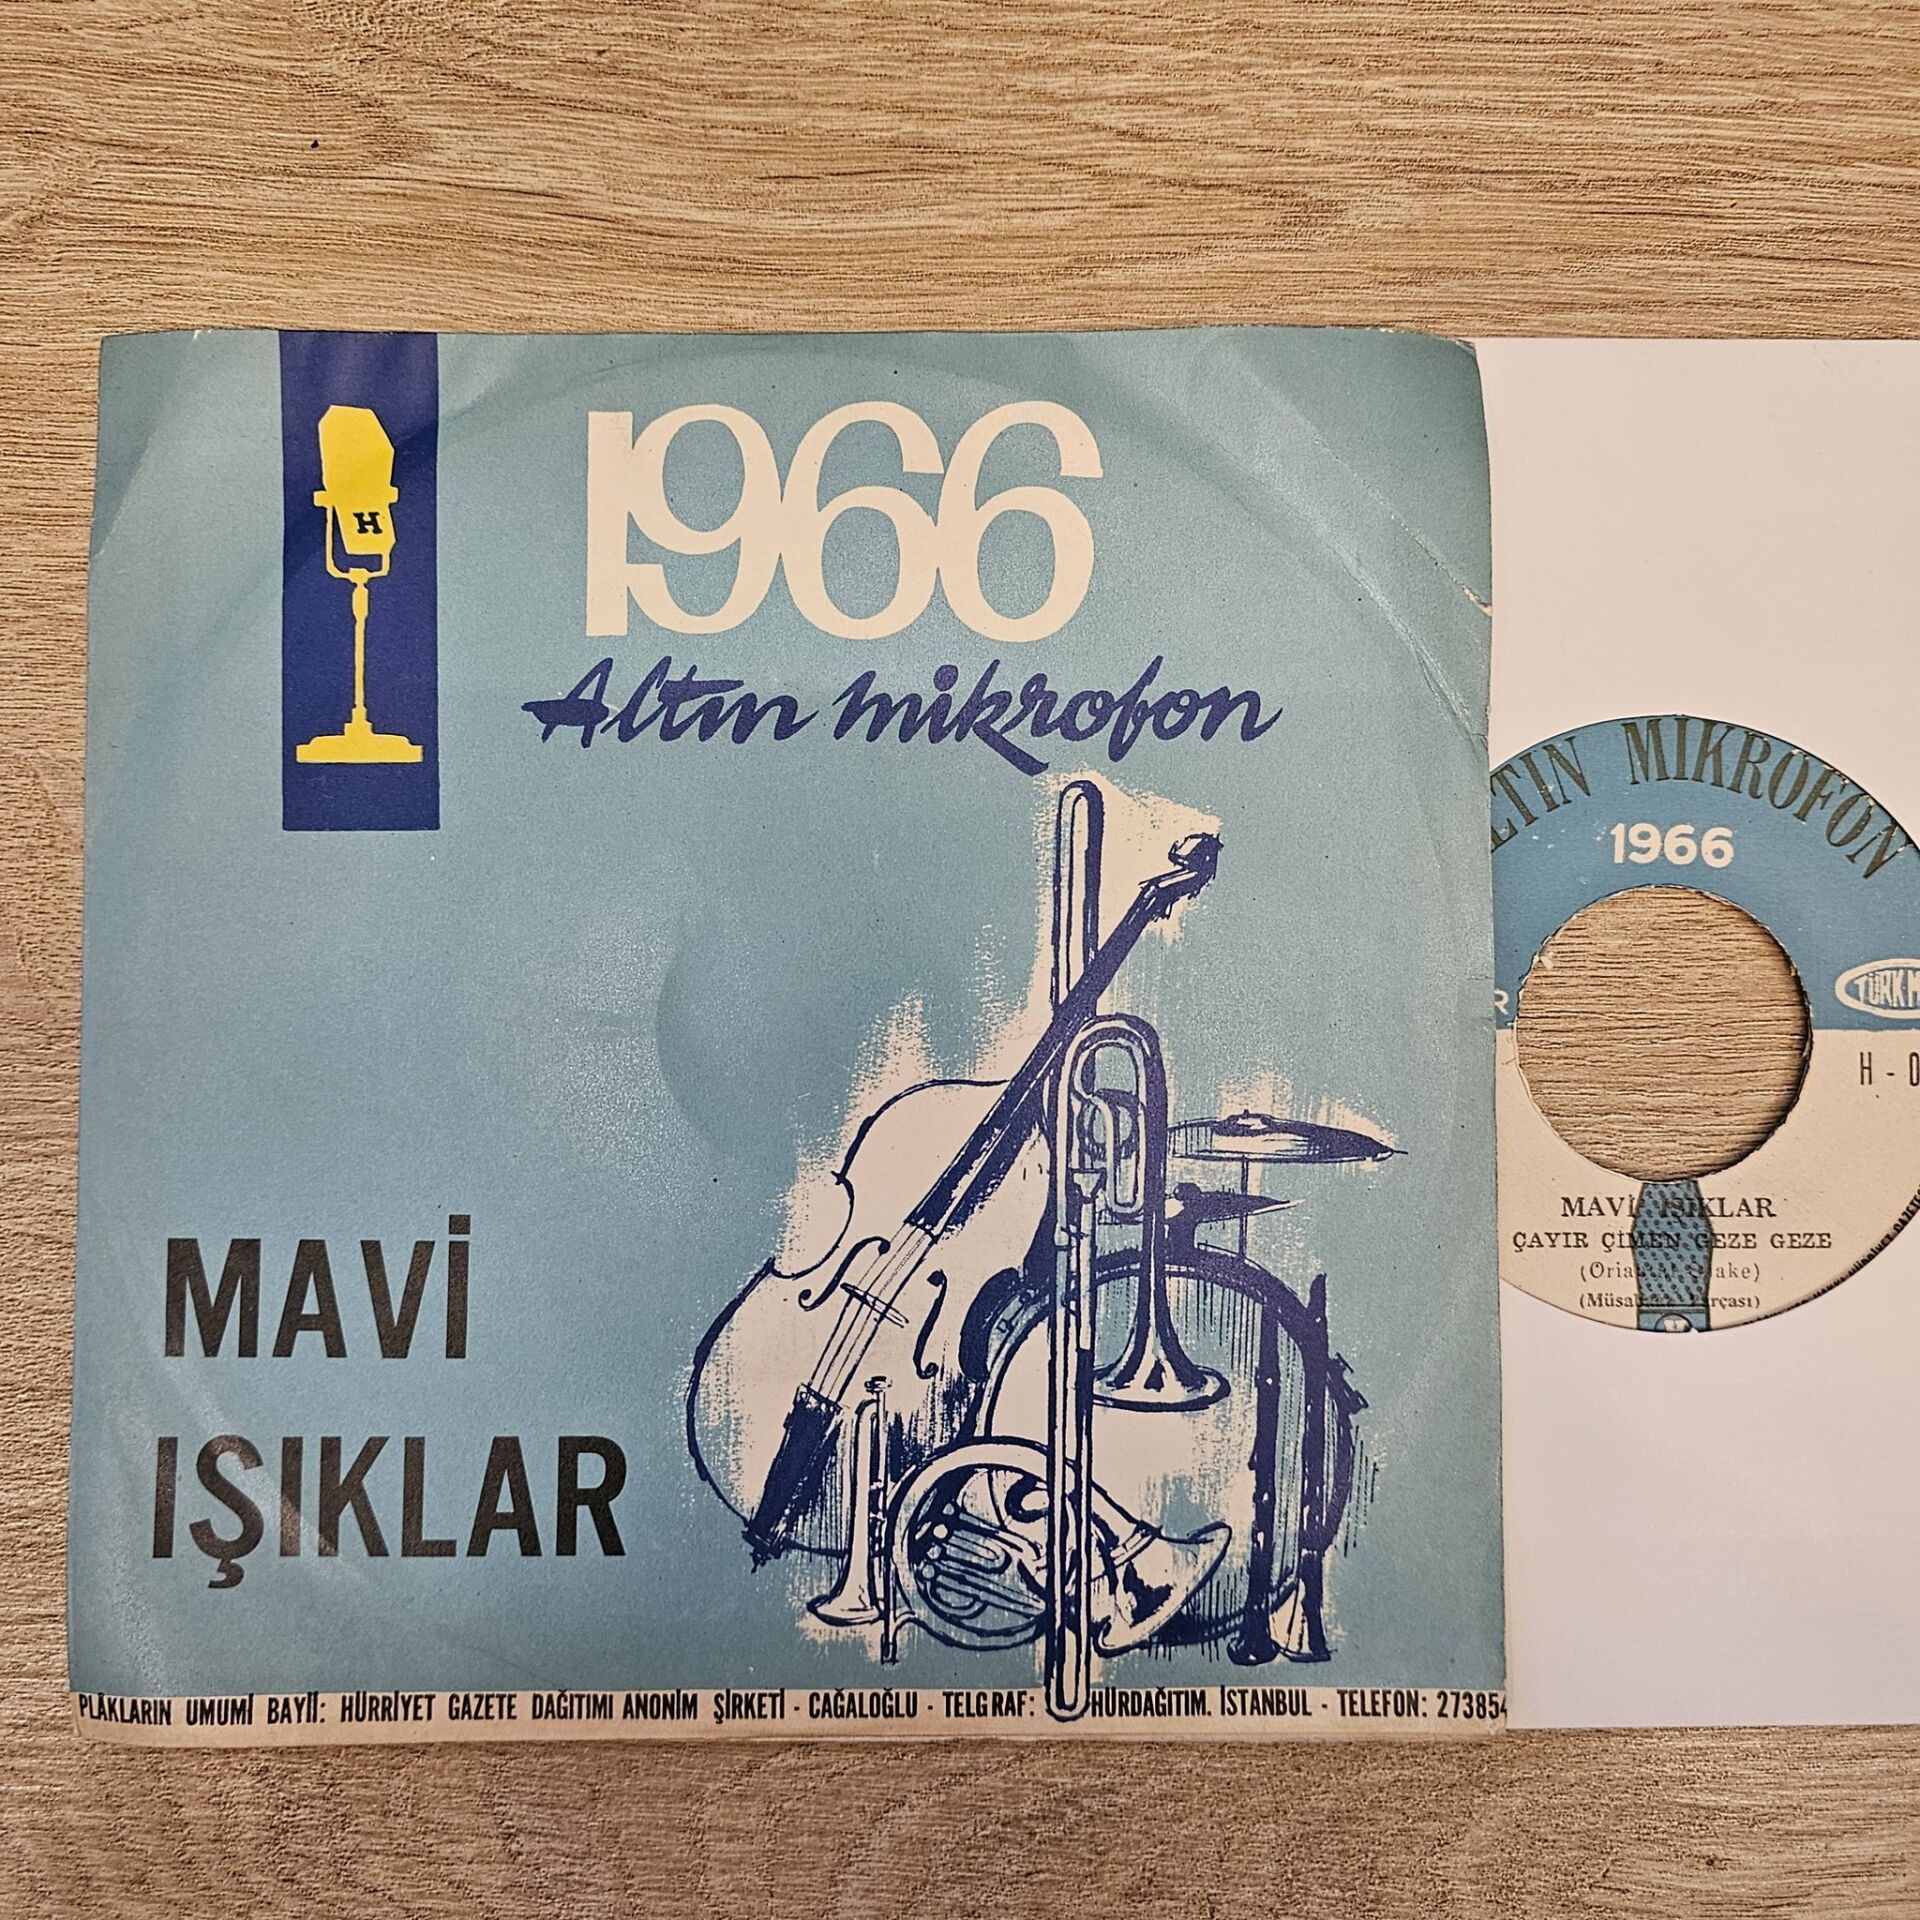 H
1966
Altın mikrofon
MAVİ
IŞIKLAR
PLÂKLARIN UMUMİ BAYİİ: HÜRRİYET GAZETE DAĞITIMI ANONİM ŞİRKETİ - CAĞALOĞLU - TELGRAF: HÜRDAĞITIM. İSTANBUL - TELEFON: 273854
MİKROFON
1966
H - 0
MAVİ IŞIKLAR
ÇAYIR ÇİMEN GEZE GEZE